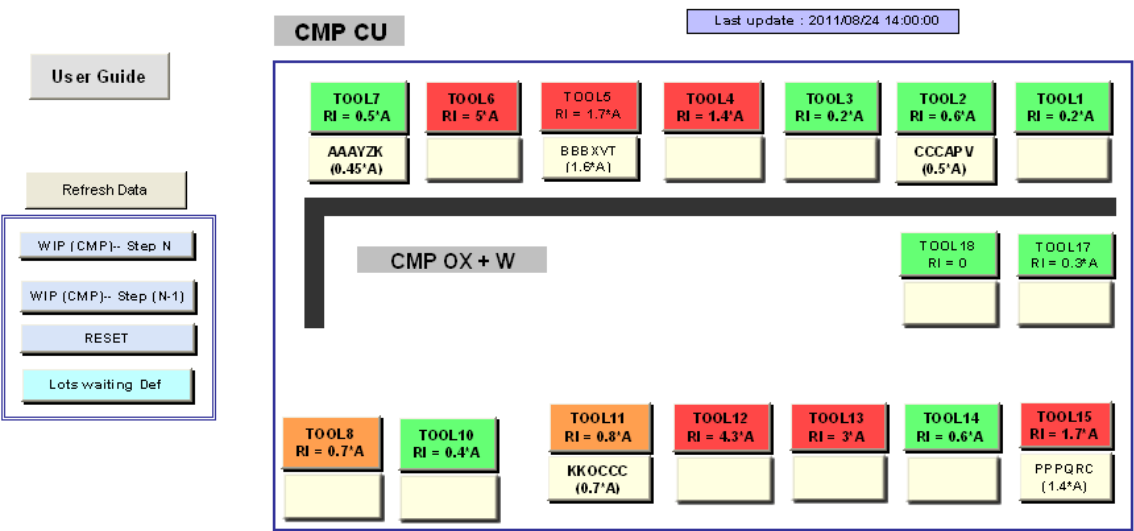 CMP CU
Last update : 2011/08/24 14:00:00
User Guide
Refresh Data
WIP (CMP)-- Step N
WIP (CMP)-- Step (N-1)
RESET
Lots waiting Def
TOOL7
RI = 0.5*A
AAAYZK
(0.45*A)
TOOL6
RI = 5*A
TOOL5
RI = 1.7*A
BBBXVT
(1.6*A)
TOOL4
RI = 1.4*A
TOOL3
RI = 0.2*A
TOOL2
RI = 0.6*A
CCCAPV
(0.5*A)
TOOL1
RI = 0.2*A
CMP OX + W
TOOL18
RI = 0
TOOL17
RI = 0.3*A
TOOL8
RI = 0.7*A
TOOL10
RI = 0.4*A
TOOL11
RI = 0.8*A
KKOCCC
(0.7*A)
TOOL12
RI = 4.3*A
TOOL13
RI = 3*A
TOOL14
RI = 0.6*A
TOOL15
RI = 1.7*A
PPPQRC
(1.4*A)